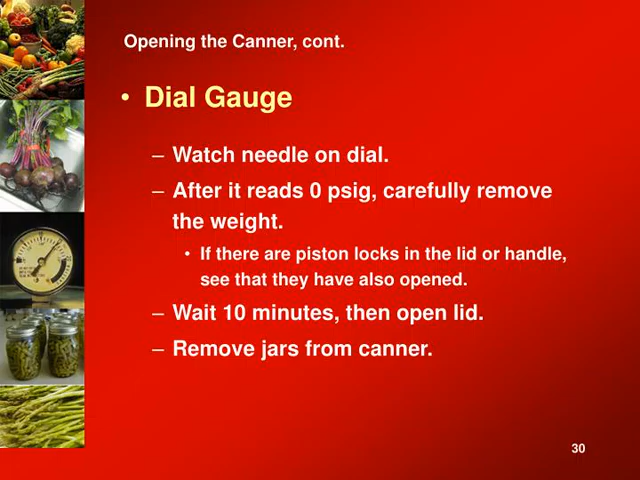 Opening the Canner, cont.
• Dial Gauge
– Watch needle on dial.
– After it reads 0 psig, carefully remove
the weight.
• If there are piston locks in the lid or handle,
see that they have also opened.
– Wait 10 minutes, then open lid.
– Remove jars from canner.
30